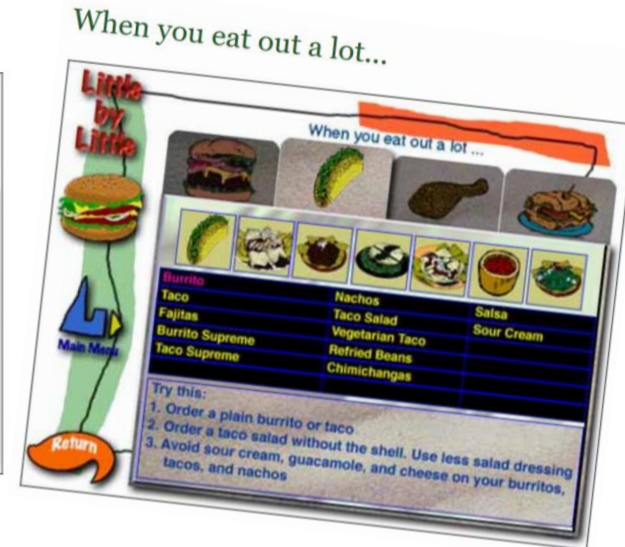 When you eat out a lot...
Little
by
Little
When you eat out a lot ...
Burrito
Taco
Fajitas
Burrito Supreme
Taco Supreme
Nachos
Taco Salad
Vegetarian Taco
Refried Beans
Chimichangas
Salsa
Sour Cream
Main Menu
Try this:
1. Order a plain burrito or taco
2. Order a taco salad without the shell. Use less salad dressing
3. Avoid sour cream, guacamole, and cheese on your burritos,
tacos, and nachos
Return